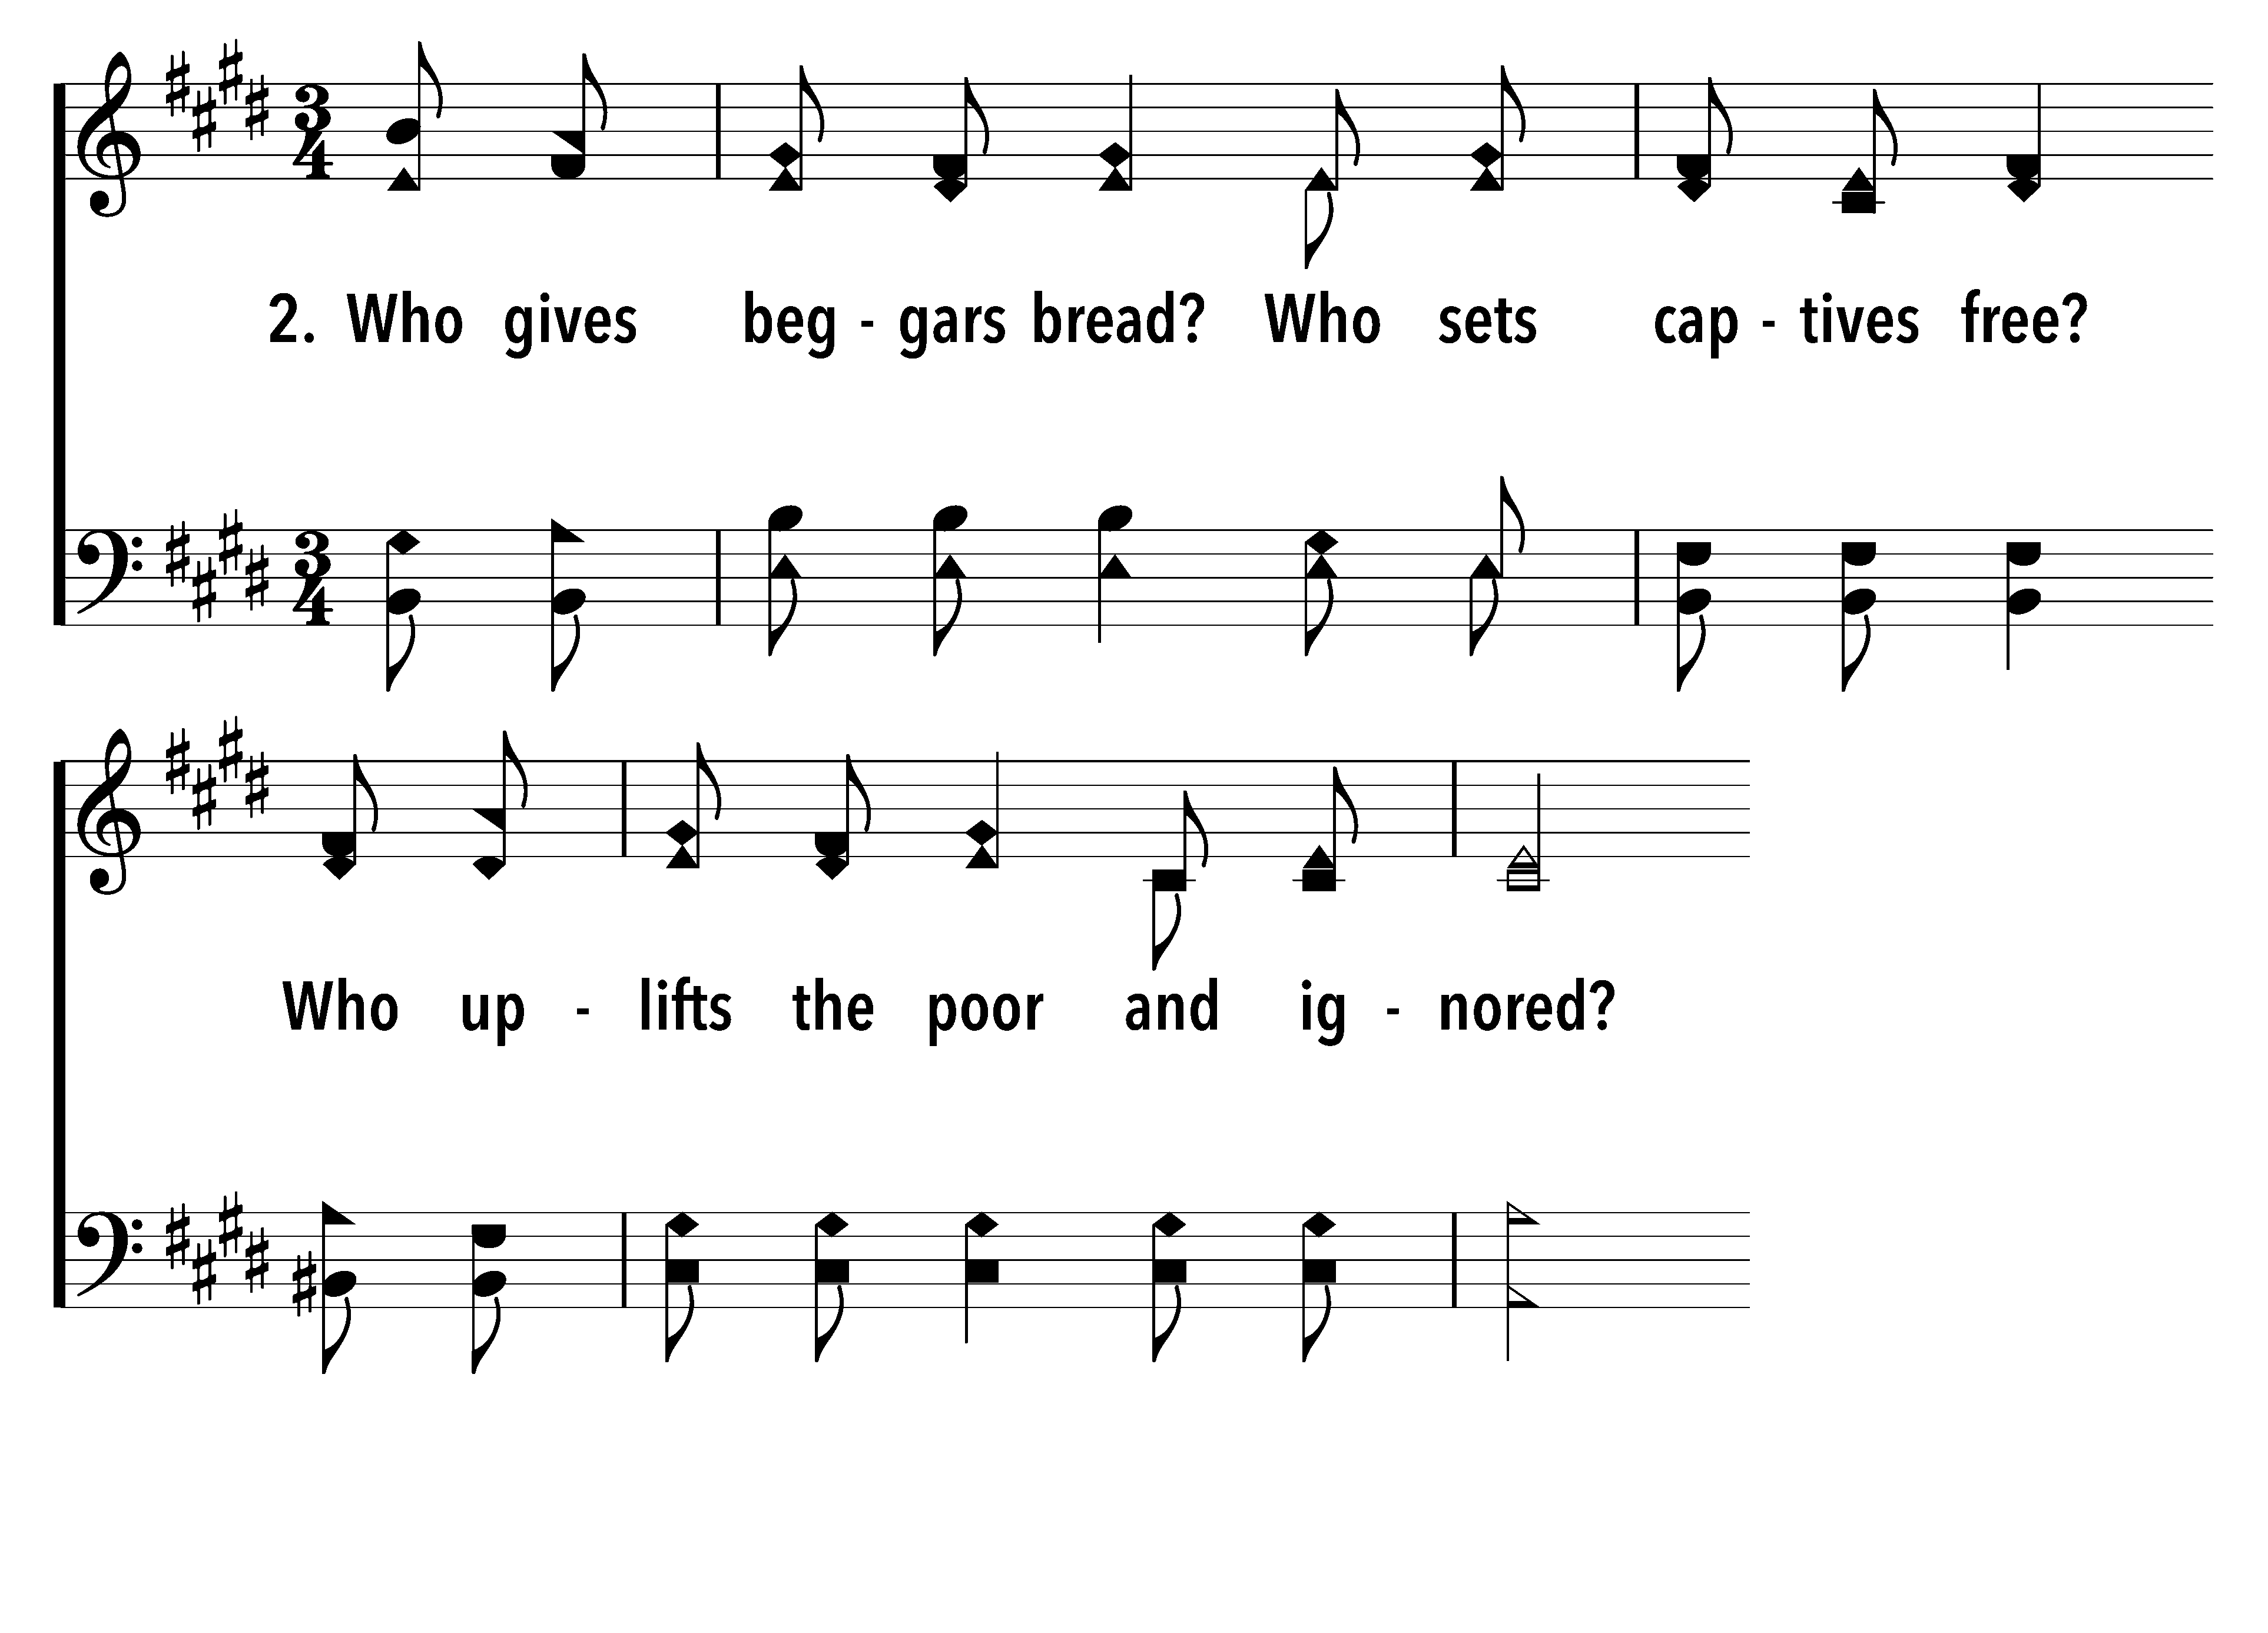 2. Who gives beg - gars bread? Who sets cap - tives free?
Who up - lifts the poor and ig - nored?